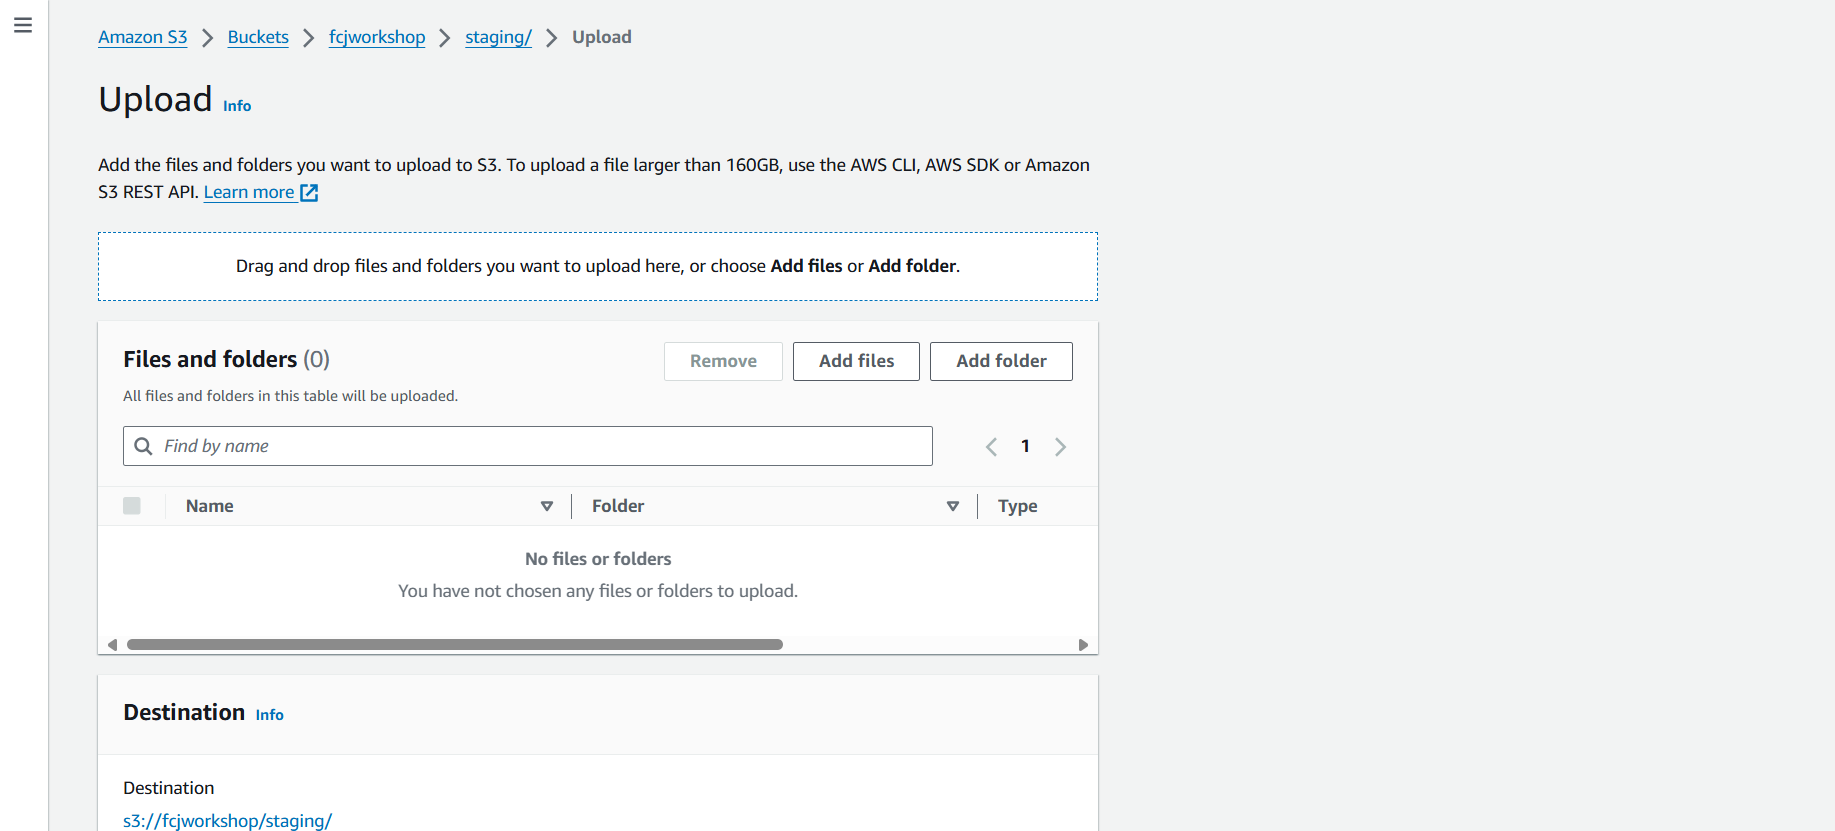 Amazon S3 > Buckets > fcjworkshop > staging/ > Upload
Upload Info
Add the files and folders you want to upload to S3. To upload a file larger than 160GB, use the AWS CLI, AWS SDK or Amazon
S3 REST API. Learn more
Drag and drop files and folders you want to upload here, or choose Add files or Add folder.
Files and folders (0)
Remove Add files Add folder
All files and folders in this table will be uploaded.
Find by name
1
Name Folder Type
No files or folders
You have not chosen any files or folders to upload.
Destination Info
Destination
s3://fcjworkshop/staging/